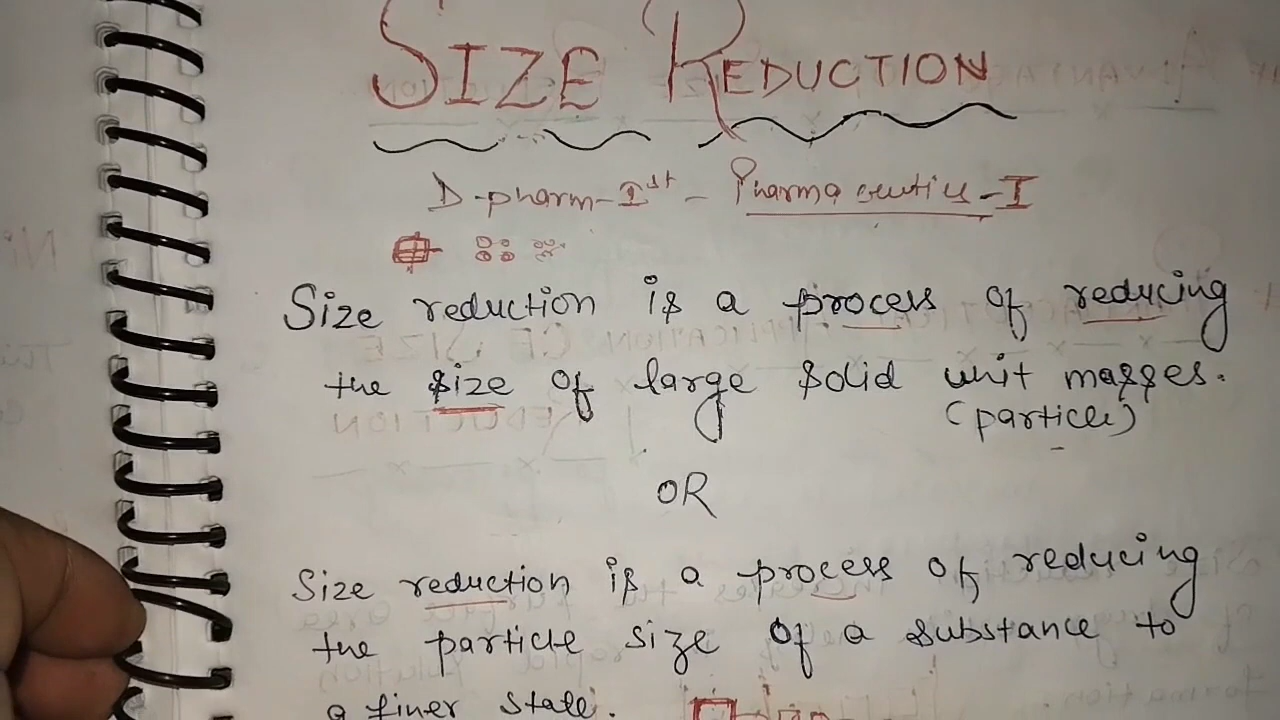 SIZE REDUCTION
D-pharm-Ist - Pharmaceutics-I
Size reduction is a process of reducing
the size of large solid unit masses.
(particle)
OR
Size reduction is a process of reducing
the particle size of a substance to
a finer state.